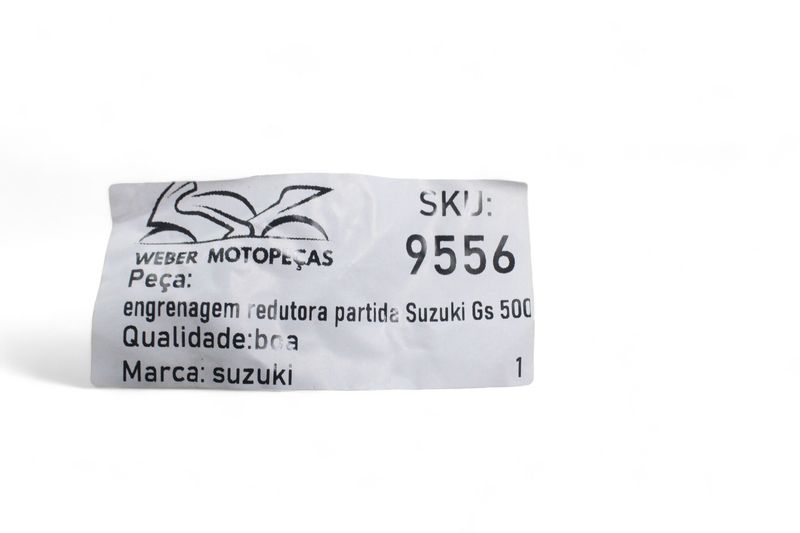 SKU:
9556
WEBER MOTOPEÇAS
Peça:
engrenagem redutora partida Suzuki Gs 500
Qualidade:boa
Marca: suzuki
1